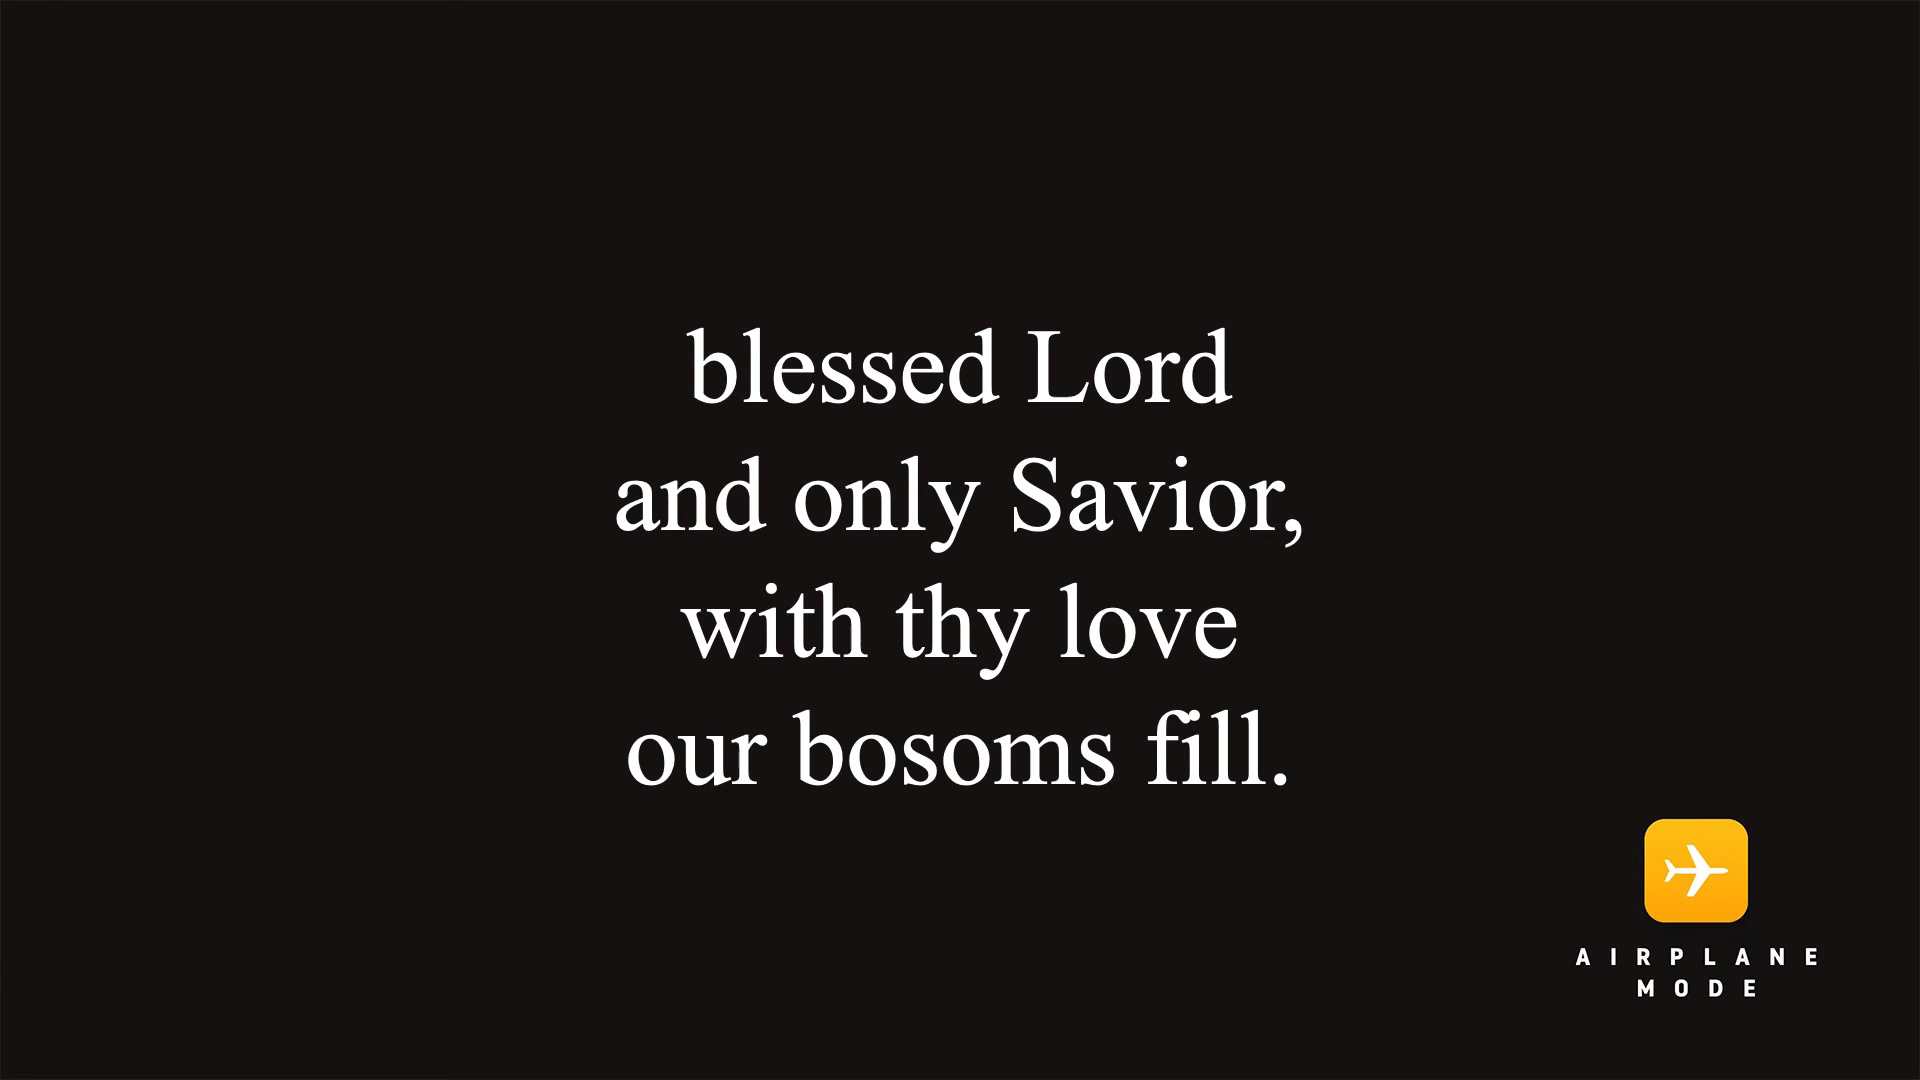 blessed Lord
and only Savior,
with thy love
our bosoms fill.
AIRPLANE
MODE